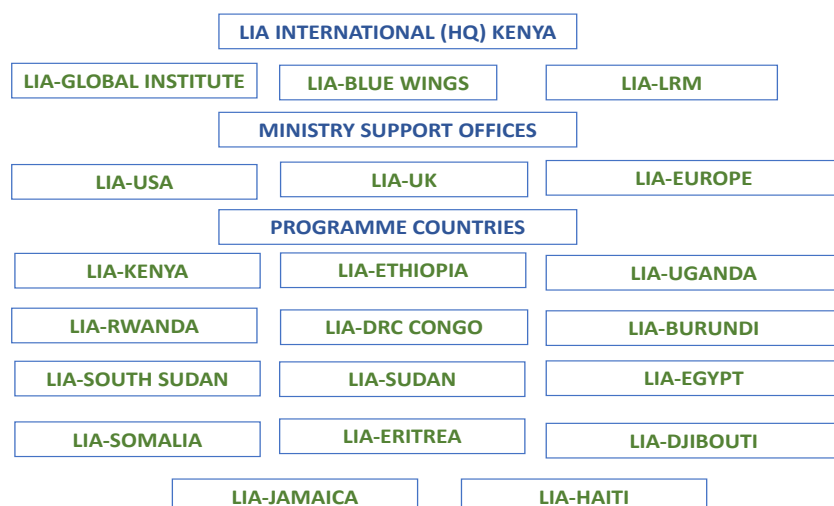 LIA INTERNATIONAL (HQ) KENYA
LIA-GLOBAL INSTITUTE
LIA-BLUE WINGS
LIA-LRM
MINISTRY SUPPORT OFFICES
LIA-USA
LIA-UK
LIA-EUROPE
PROGRAMME COUNTRIES
LIA-KENYA
LIA-ETHIOPIA
LIA-UGANDA
LIA-RWANDA
LIA-DRC CONGO
LIA-BURUNDI
LIA-SOUTH SUDAN
LIA-SUDAN
LIA-EGYPT
LIA-SOMALIA
LIA-ERITREA
LIA-DJIBOUTI
LIA-JAMAICA
LIA-HAITI